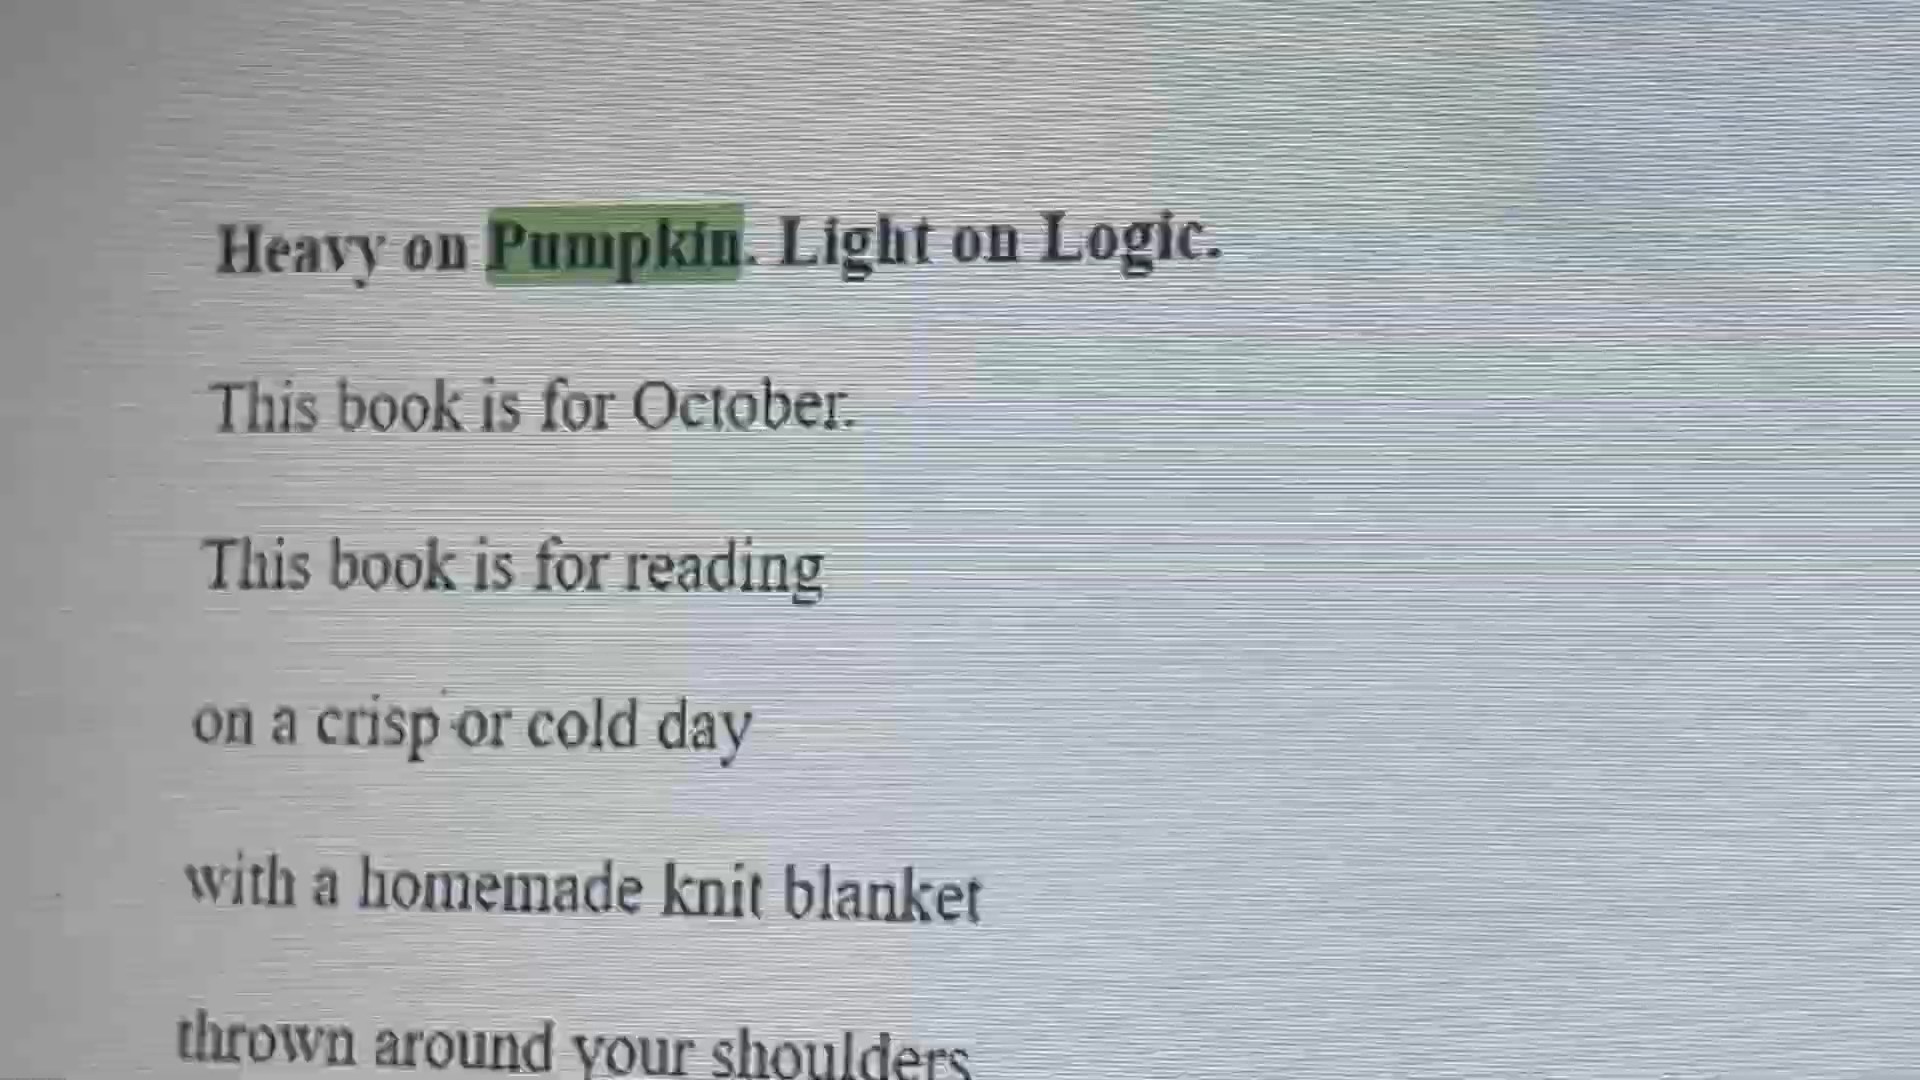 Heavy on Pumpkin. Light on Logic.
This book is for October.
This book is for reading
on a crisp or cold day
with a homemade knit blanket
thrown around your shoulders